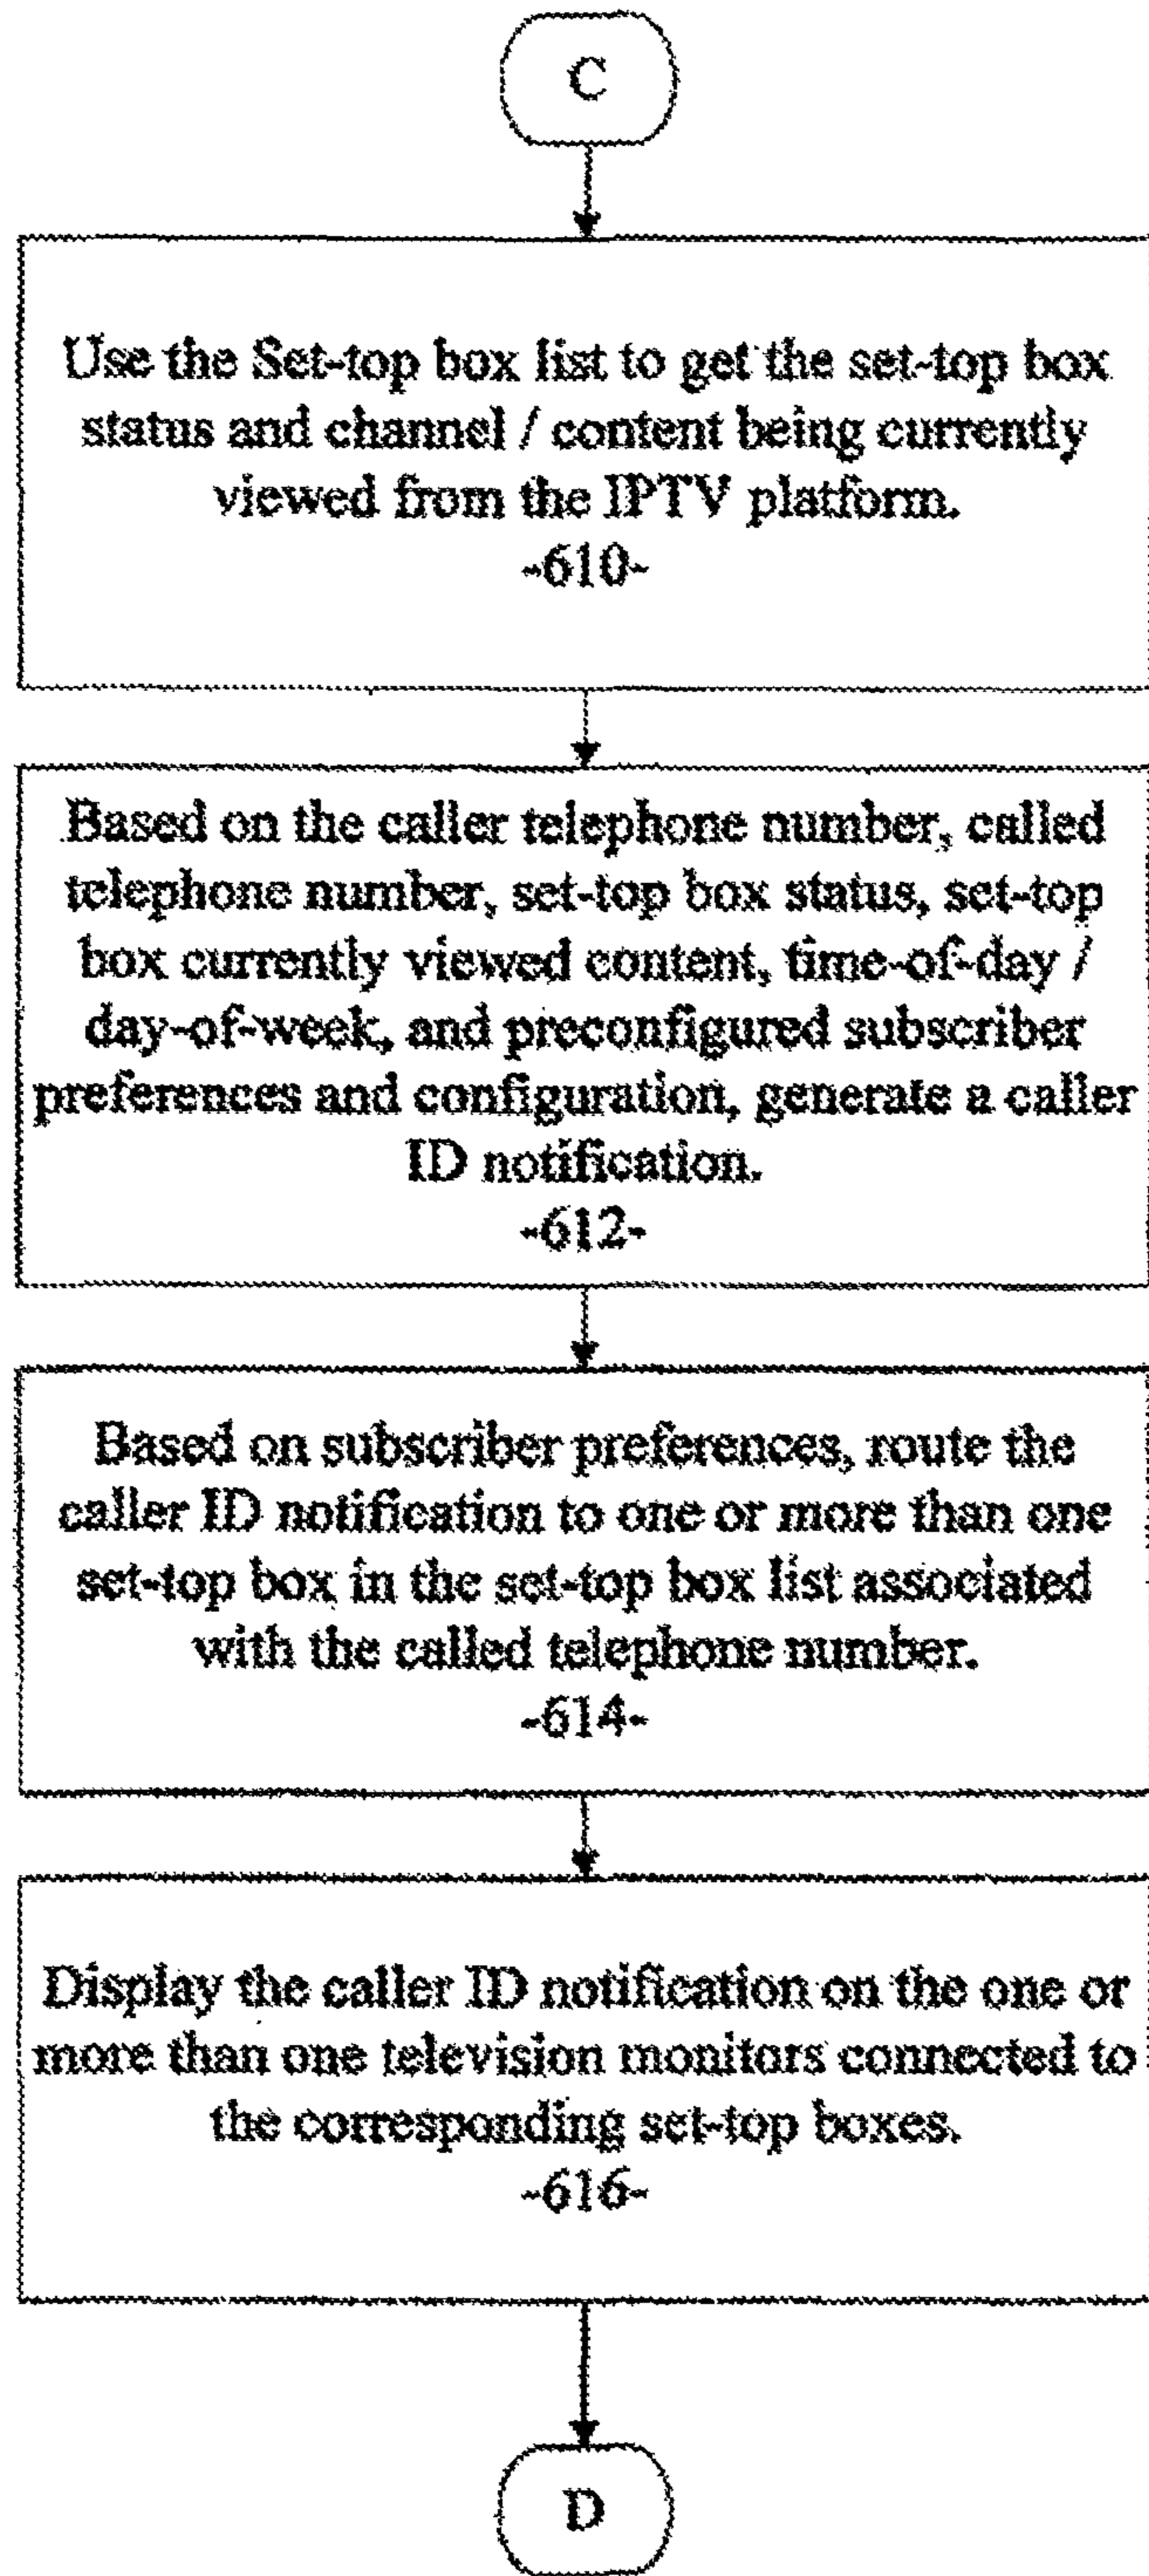 C
Use the Set-top box list to get the set-top box
status and channel / content being currently
viewed from the IPTV platform.
-610-
Based on the caller telephone number, called
telephone number, set-top box status, set-top
box currently viewed content, time-of-day /
day-of-week, and preconfigured subscriber
preferences and configuration, generate a caller
ID notification.
-612-
Based on subscriber preferences, route the
caller ID notification to one or more than one
set-top box in the set-top box list associated
with the called telephone number.
-614-
Display the caller ID notification on the one or
more than one television monitors connected to
the corresponding set-top boxes.
-616-
D